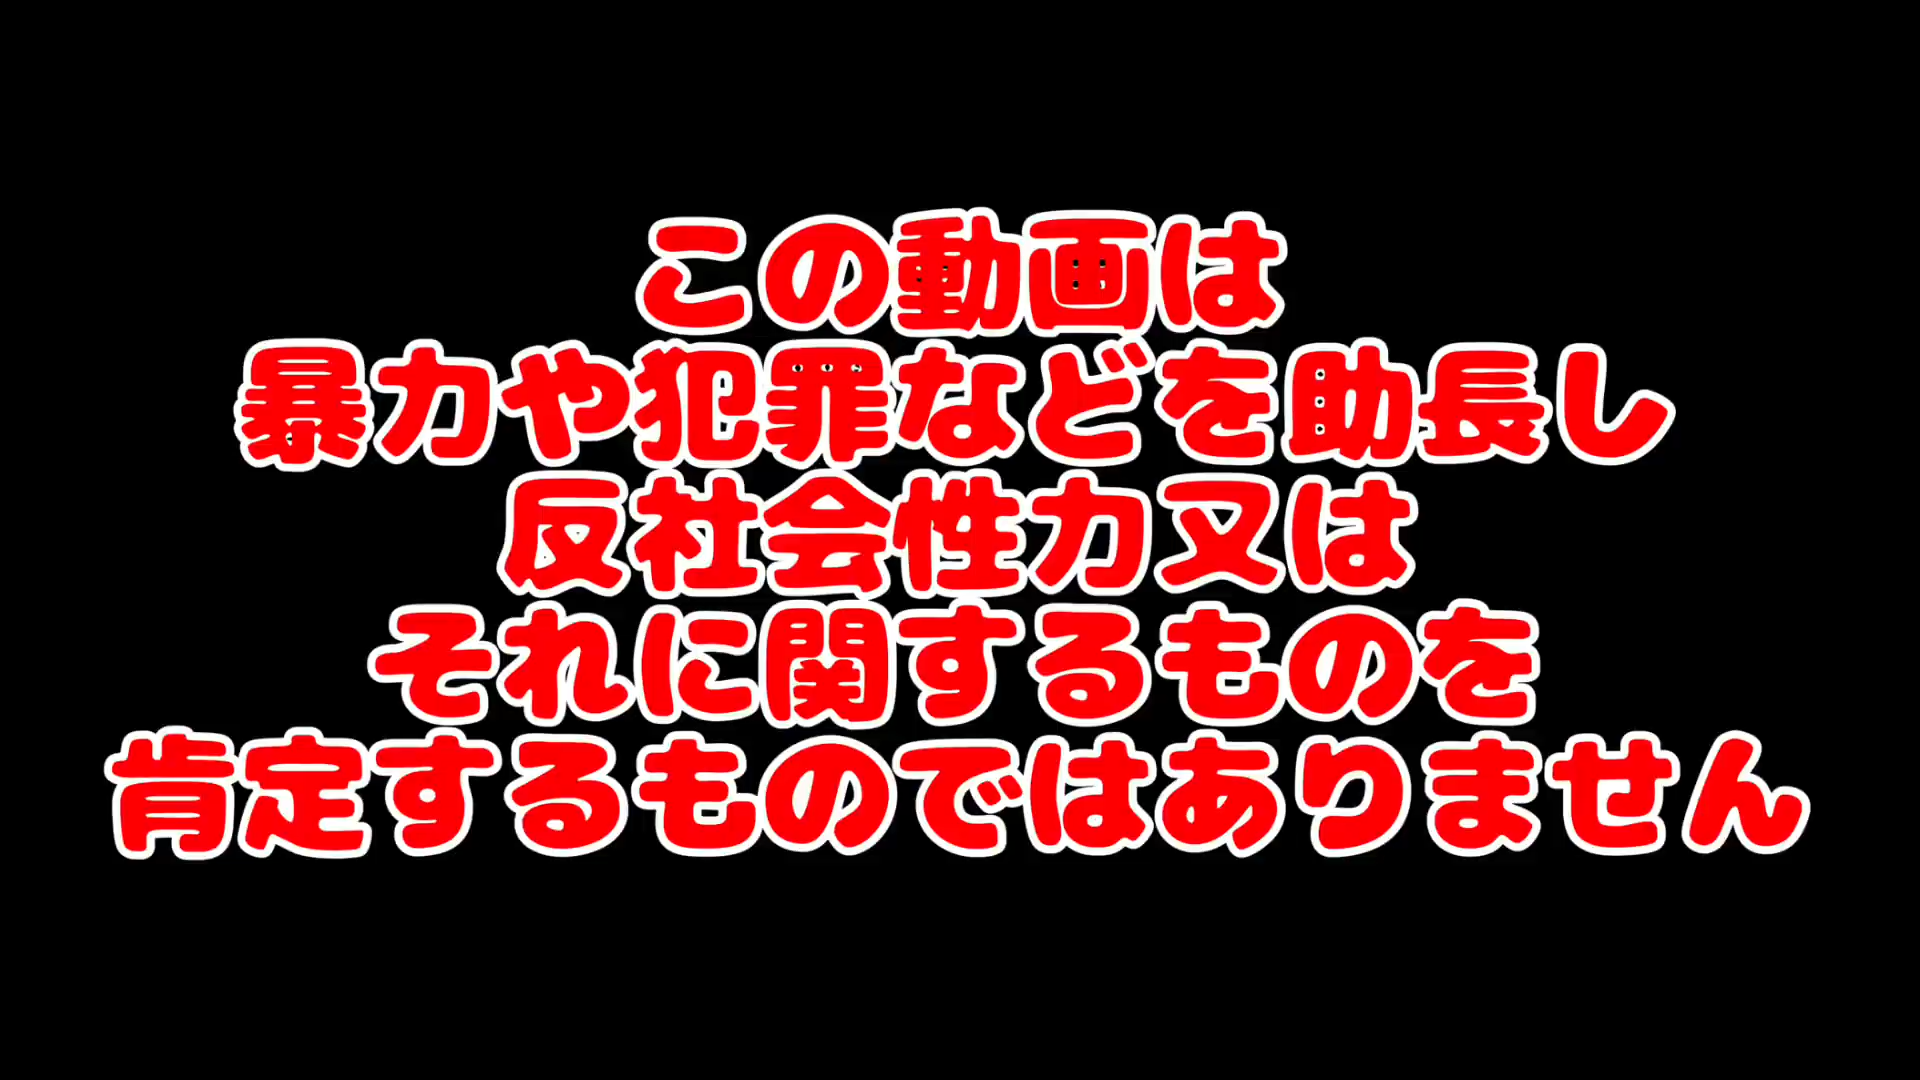 この動画は
暴力や犯罪などを助長し
反社会性力又は
それに関するものを
肯定するものではありません